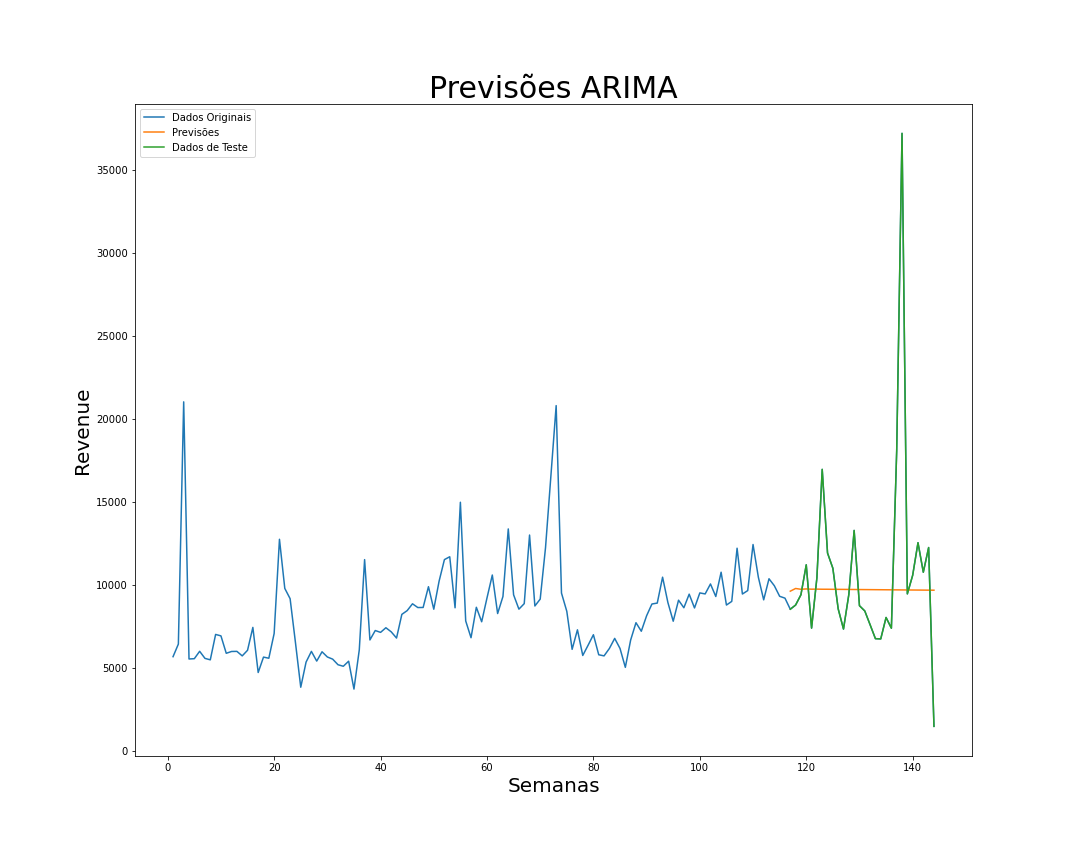 Previsões ARIMA
Dados Originais
Previsões
Dados de Teste
Revenue
35000
30000
25000
20000
15000
10000
5000
0
0 20 40 60 80 100 120 140
Semanas